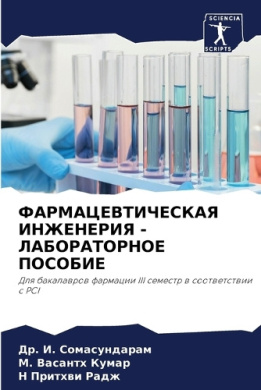 SCIENCIA
SCRIPTS
ФАРМАЦЕВТИЧЕСКАЯ
ИНЖЕНЕРИЯ -
ЛАБОРАТОРНОЕ
ПОСОБИЕ
Для бакалавров фармации III семестр в соответствии
с PCI
Др. И. Сомасундарам
М. Васантх Кумар
Н Притхви Радж